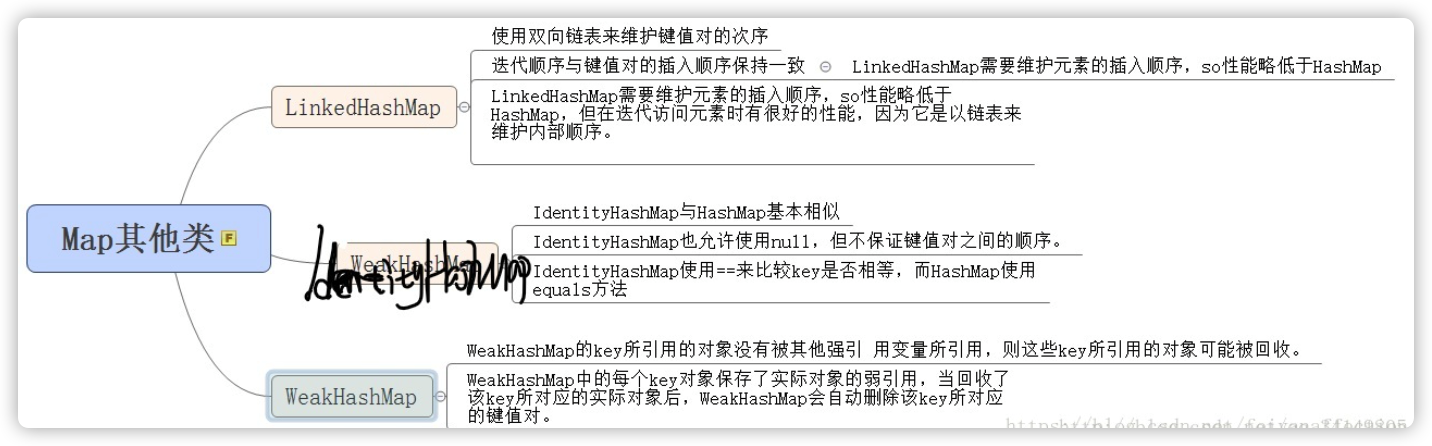 使用双向链表来维护键值对的次序
迭代顺序与键值对的插入顺序保持一致
LinkedHashMap需要维护元素的插入顺序，so性能略低于HashMap
LinkedHashMap
LinkedHashMap需要维护元素的插入顺序，so性能略低于
HashMap，但在迭代访问元素时有很好的性能，因为它是以链表来
维护内部顺序。
Map其他类
F
WeakHashMap
IdentityHashMap
IdentityHashMap与HashMap基本相似
IdentityHashMap也允许使用null，但不保证键值对之间的顺序。
IdentityHashMap使用==来比较key是否相等，而HashMap使用
equals方法
WeakHashMap
WeakHashMap的key所引用的对象没有被其他强引 用变量所引用，则这些key所引用的对象可能被回收。
WeakHashMap中的每个key对象保存了实际对象的弱引用，当回收了
该key所对应的实际对象后，WeakHashMap会自动删除该key所对应
的键值对。